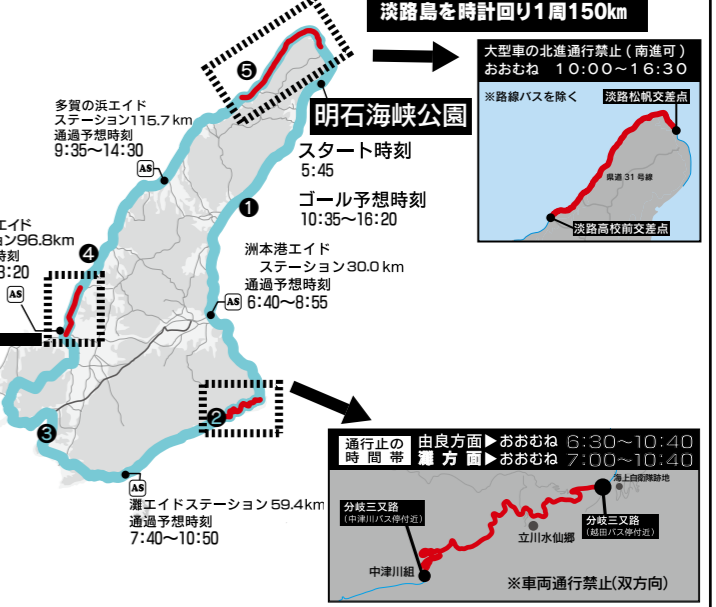 淡路島を時計回り1周150km
大型車の北進通行禁止(南進可)
おおむね 10:00〜16:30
※路線バスを除く
淡路松帆交差点
県道31号線
淡路高校前交差点
❺
明石海峡公園
スタート時刻
5:45
ゴール予想時刻
10:35〜16:20
多賀の浜エイド
ステーション115.7km
通過予想時刻
9:35〜14:30
AS
❶
エイド
ョン96.8km
時刻
3:20
AS
❹
洲本港エイド
ステーション30.0km
通過予想時刻
6:40〜8:55
AS
❷
❸
AS
灘エイドステーション59.4km
通過予想時刻
7:40〜10:50
通行止の
時間帯
由良方面▶おおむね 6:30〜10:40
灘方面▶おおむね 7:00〜10:40
海上自衛隊跡地
分岐三叉路
(中津川バス停付近)
分岐三叉路
(越田バス停付近)
立川水仙郷
中津川組
※車両通行禁止(双方向)